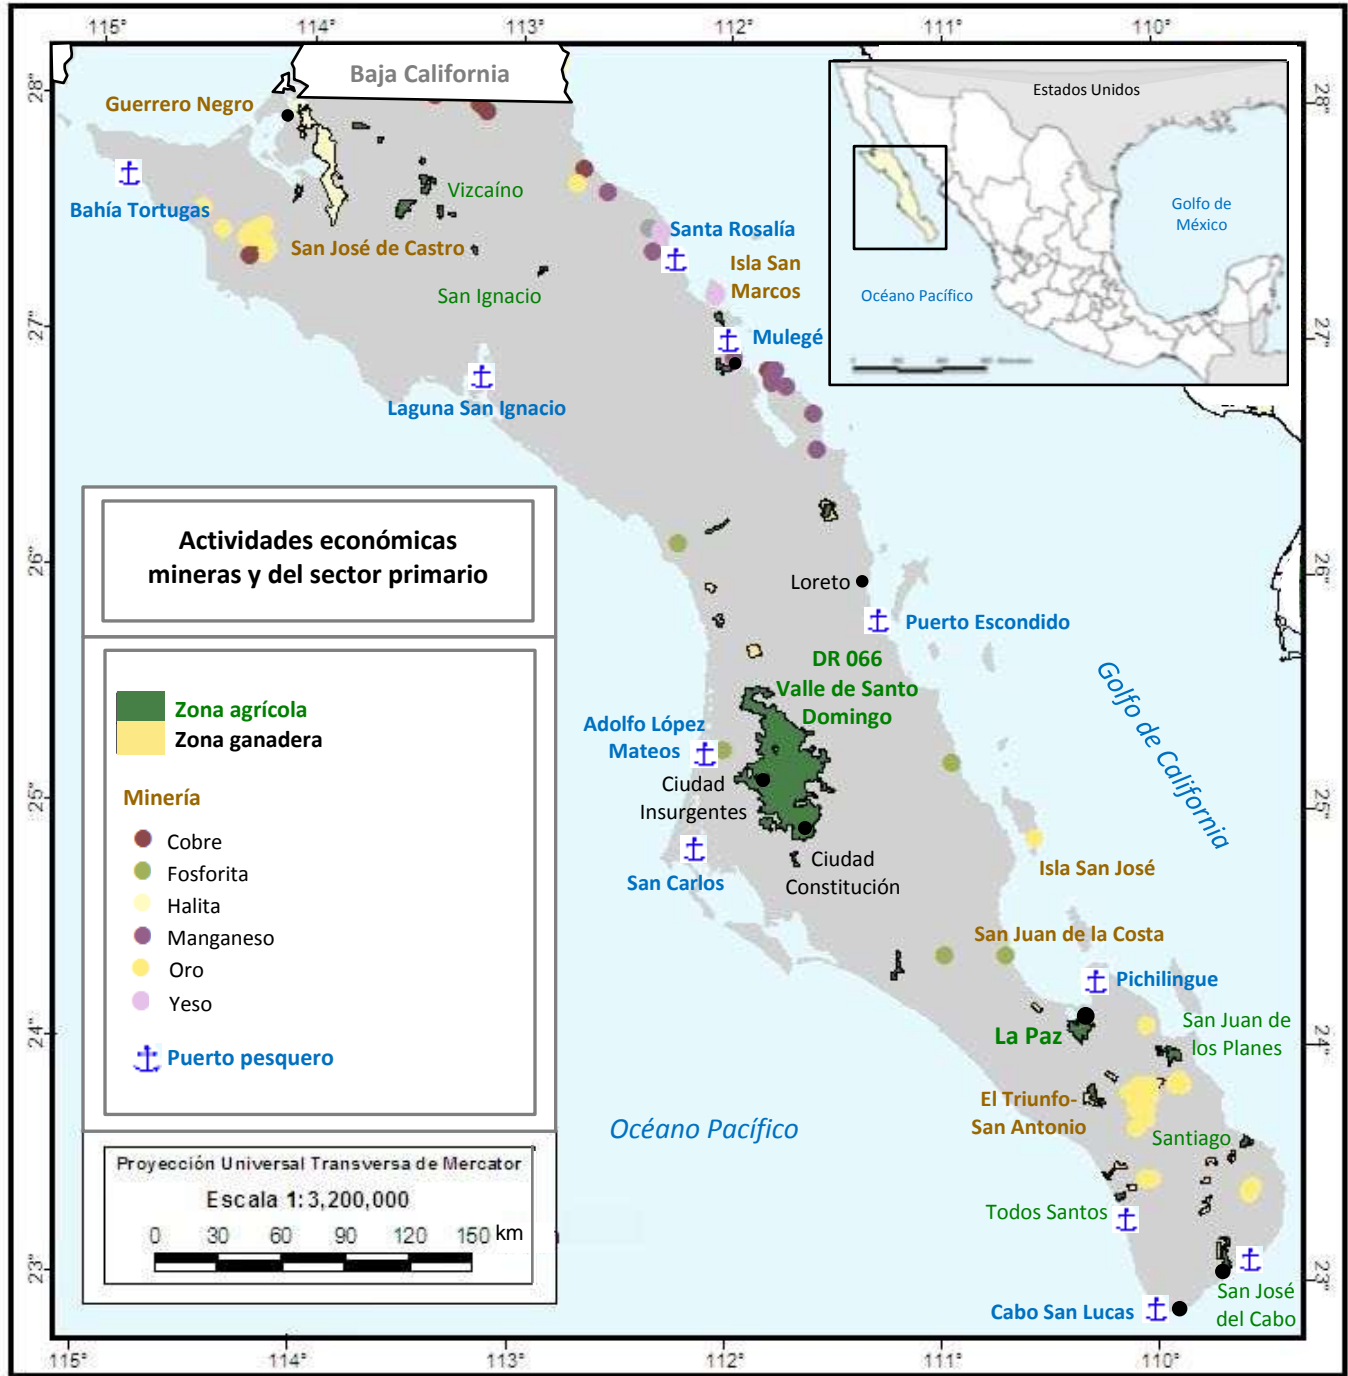 115°
114°
113°
112°
111°
110°
Baja California
28°
28°
Guerrero Negro
Estados Unidos
Vizcaíno
Bahía Tortugas
Golfo de
México
San José de Castro
Santa Rosalía
Isla San
Marcos
San Ignacio
Océano Pacífico
27°
27°
Mulegé
Laguna San Ignacio
Actividades económicas
mineras y del sector primario
26°
26°
Loreto
Puerto Escondido
DR 066
Valle de Santo
Domingo
Golfo de California
Zona agrícola
Zona ganadera
Adolfo López
Mateos
Ciudad
Insurgentes
25°
25°
Minería
Cobre
Fosforita
Halita
Manganeso
Oro
Yeso
Puerto pesquero
San Carlos
Ciudad
Constitución
Isla San José
San Juan de la Costa
Pichilingue
24°
24°
La Paz
San Juan de
los Planes
El Triunfo-
San Antonio
Océano Pacífico
Santiago
Todos Santos
Proyección Universal Transversa de Mercator
Escala 1:3,200,000
0 30 60 90 120 150 km
23°
23°
San José
del Cabo
Cabo San Lucas
115°
114°
113°
112°
111°
110°